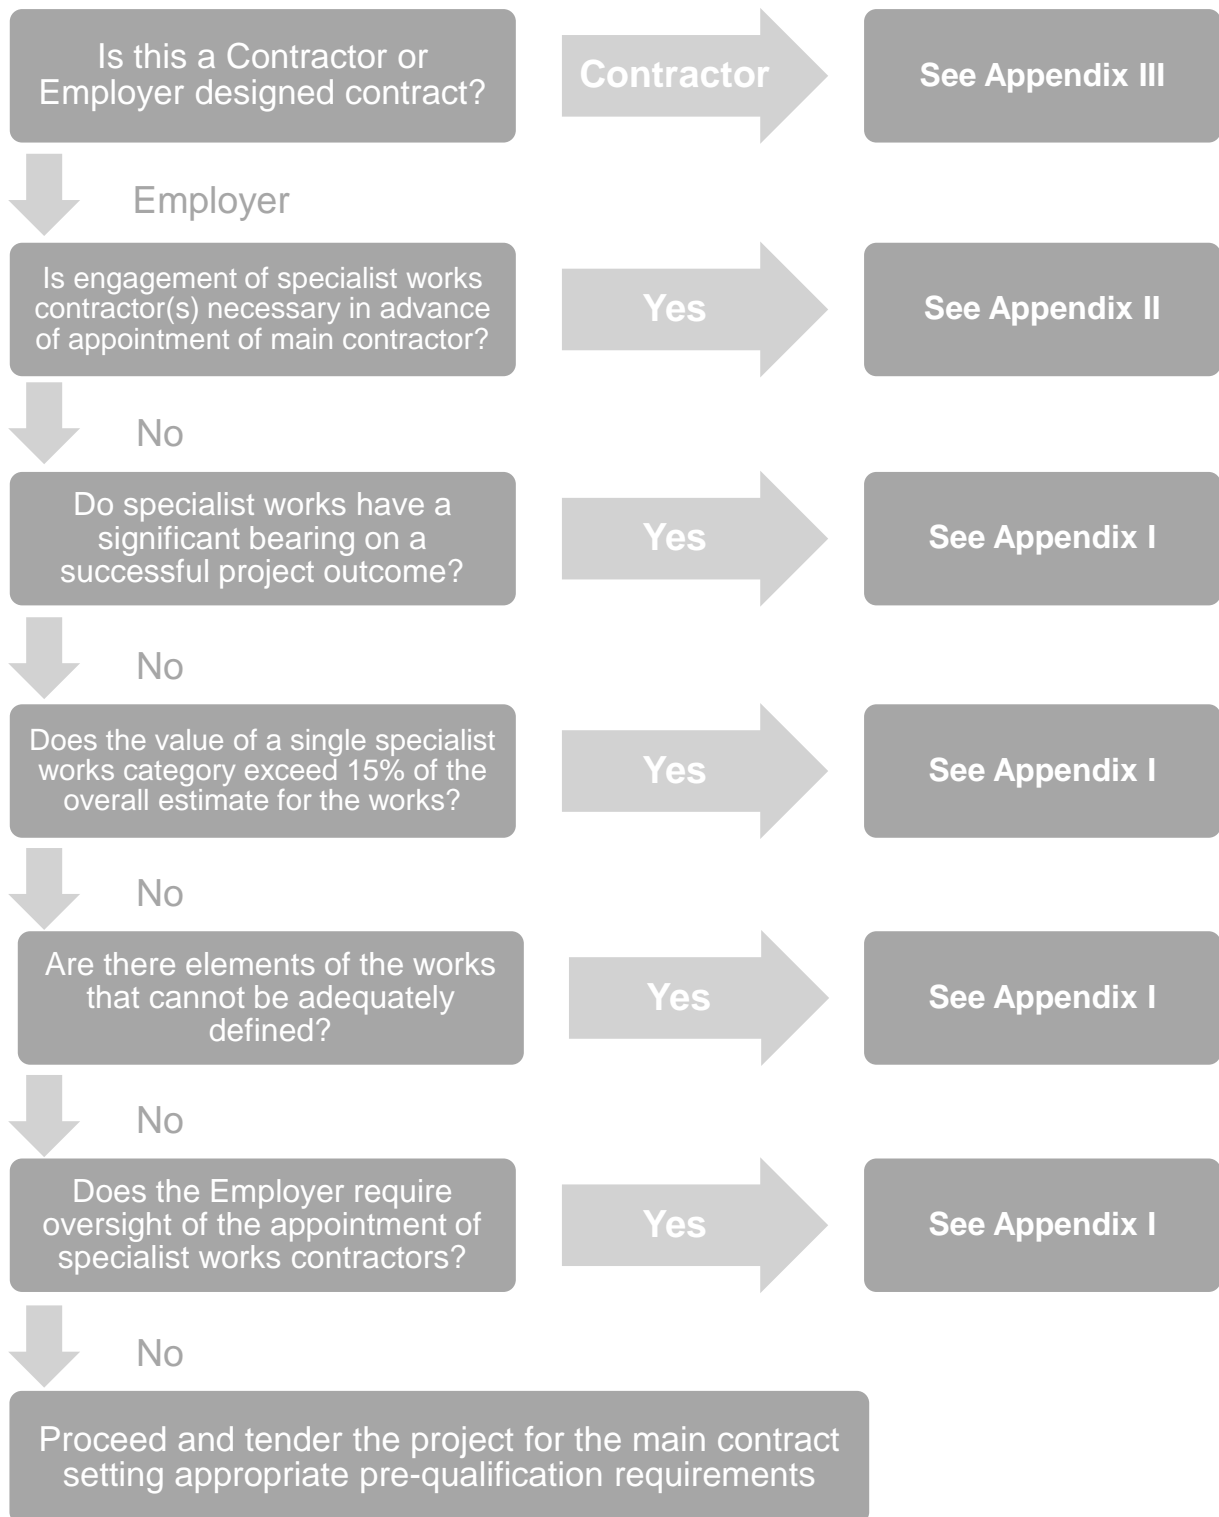 Is this a Contractor or
Employer designed contract?
Contractor
See Appendix III
Employer
Is engagement of specialist works
contractor(s) necessary in advance
of appointment of main contractor?
Yes
See Appendix II
No
Do specialist works have a
significant bearing on a
successful project outcome?
Yes
See Appendix I
No
Does the value of a single specialist
works category exceed 15% of the
overall estimate for the works?
Yes
See Appendix I
No
Are there elements of the works
that cannot be adequately
defined?
Yes
See Appendix I
No
Does the Employer require
oversight of the appointment of
specialist works contractors?
Yes
See Appendix I
No
Proceed and tender the project for the main contract
setting appropriate pre-qualification requirements